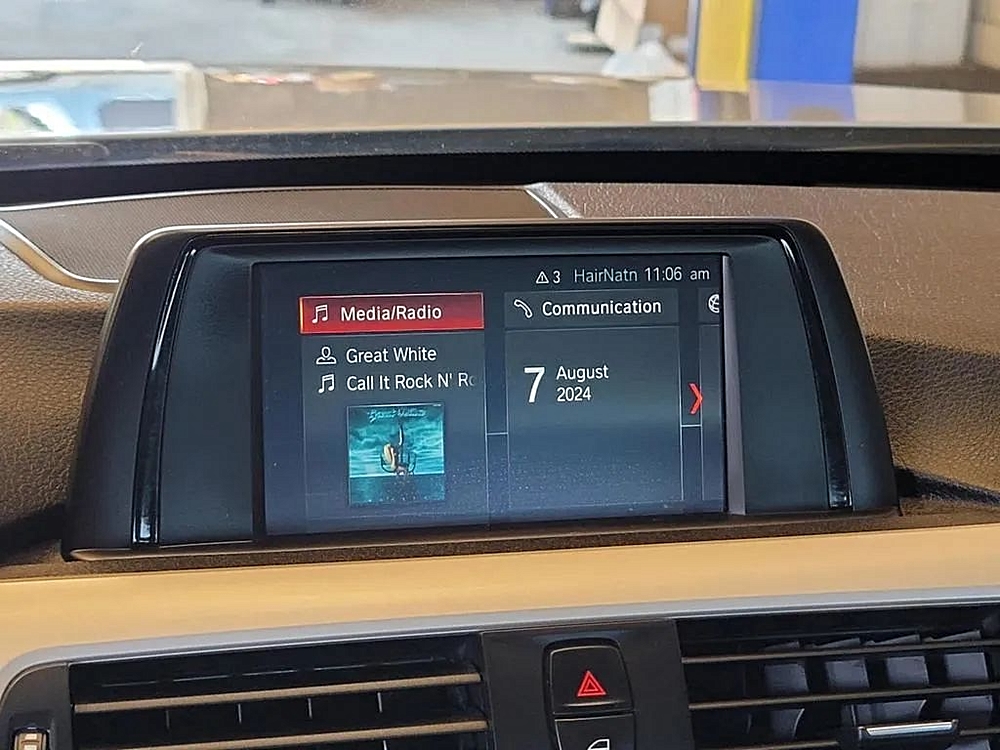 3 HairNatn 11:06 am
Media/Radio
Communication
Great White
Call It Rock N' Ro
7 August
2024